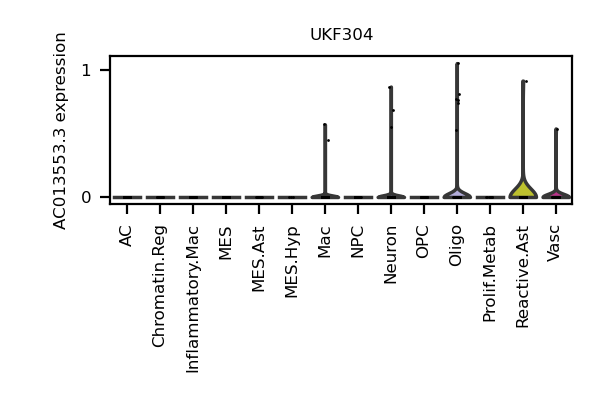 UKF304
AC013553.3 expression
1
0
AC
Chromatin.Reg
Inflammatory.Mac
MES
MES.Ast
MES.Hyp
Mac
NPC
Neuron
OPC
Oligo
Prolif.Metab
Reactive.Ast
Vasc